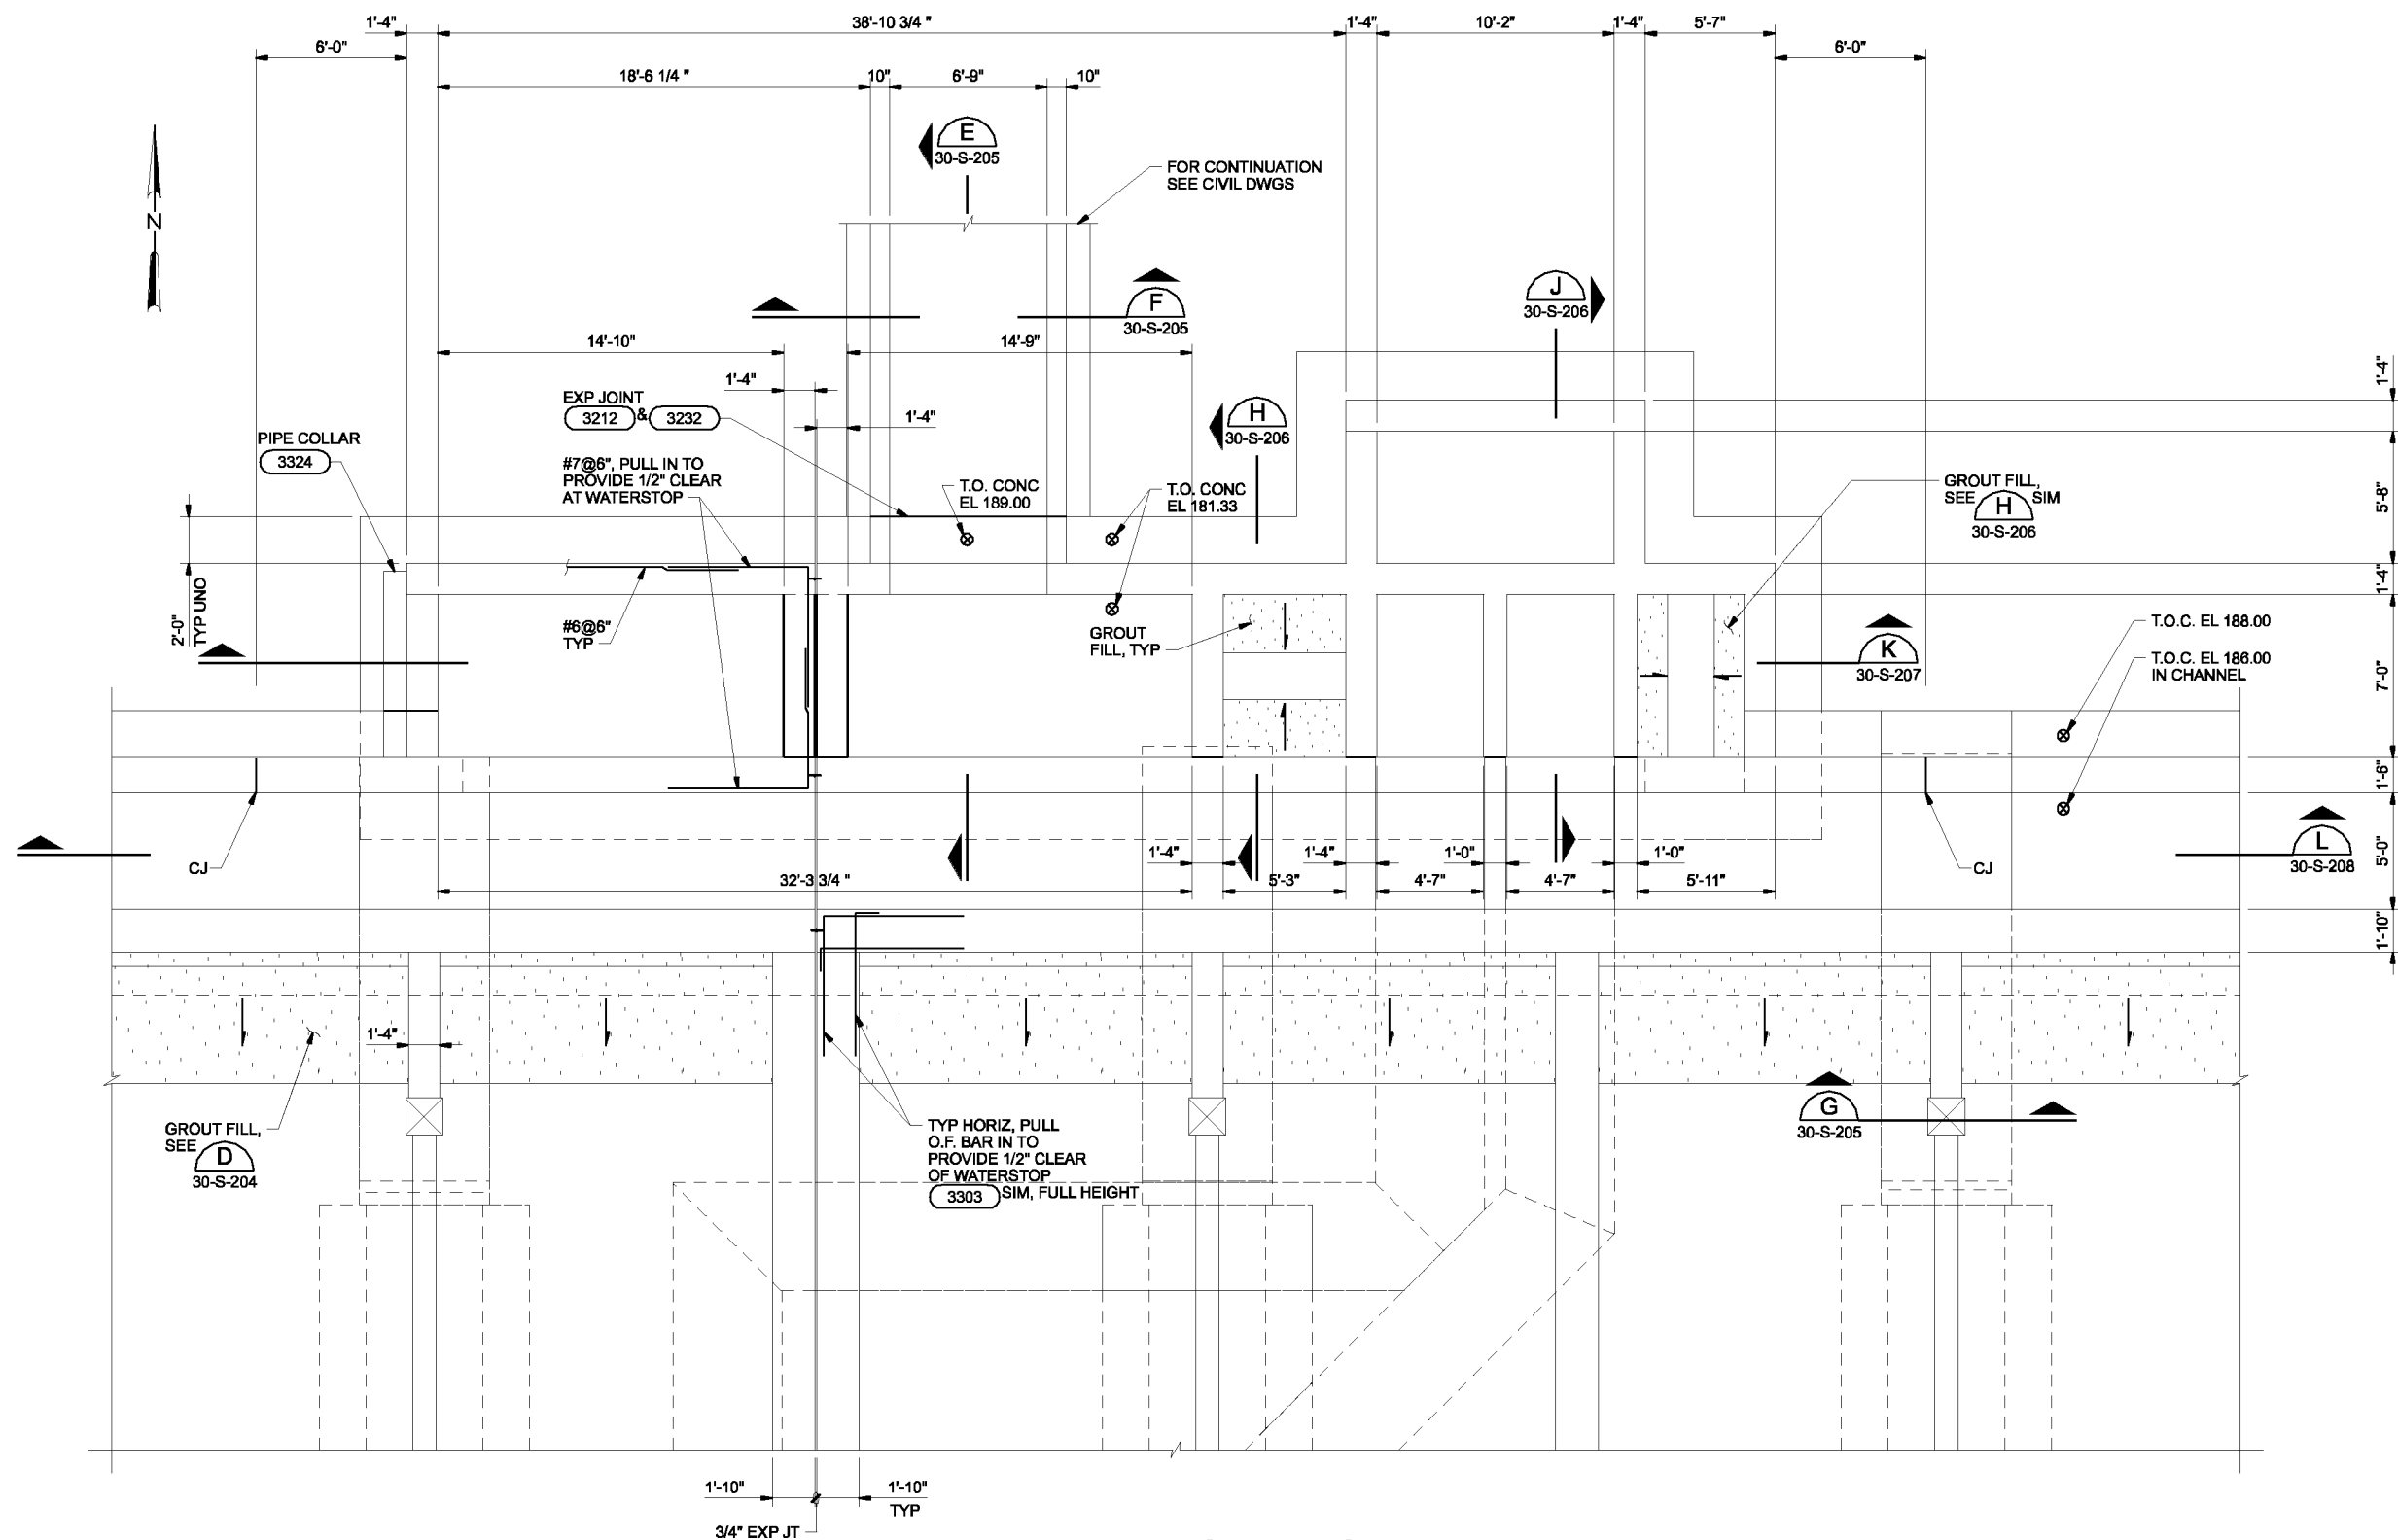 1'-4"
38'-10 3/4 "
1'-4"
10'-2"
1'-4"
5'-7"
6'-0"
6'-0"
18'-6 1/4 "
10"
6'-9"
10"
E
30-S-205
FOR CONTINUATION
SEE CIVIL DWGS
N
F
30-S-205
J
30-S-206
14'-10"
14'-9"
1'-4"
1'-4"
1'-4"
EXP JOINT
3212 & 3232
H
30-S-206
PIPE COLLAR
3324
#7@6", PULL IN TO
PROVIDE 1/2" CLEAR
AT WATERSTOP
T.O. CONC
EL 189.00
T.O. CONC
EL 181.33
GROUT FILL,
SEE H SIM
30-S-206
5'-8"
1'-4"
2'-0"
TYP UNO
#6@6"
TYP
GROUT
FILL, TYP
K
30-S-207
T.O.C. EL 188.00
T.O.C. EL 186.00
IN CHANNEL
7'-0"
1'-6"
CJ
1'-4"
1'-4"
1'-0"
1'-0"
CJ
L
30-S-208
5'-0"
32'-3 3/4 "
5'-3"
4'-7"
4'-7"
5'-11"
1'-10"
1'-4"
GROUT FILL,
SEE D
30-S-204
TYP HORIZ, PULL
O.F. BAR IN TO
PROVIDE 1/2" CLEAR
OF WATERSTOP
3303 SIM, FULL HEIGHT
G
30-S-205
1'-10"
1'-10"
TYP
3/4" EXP JT